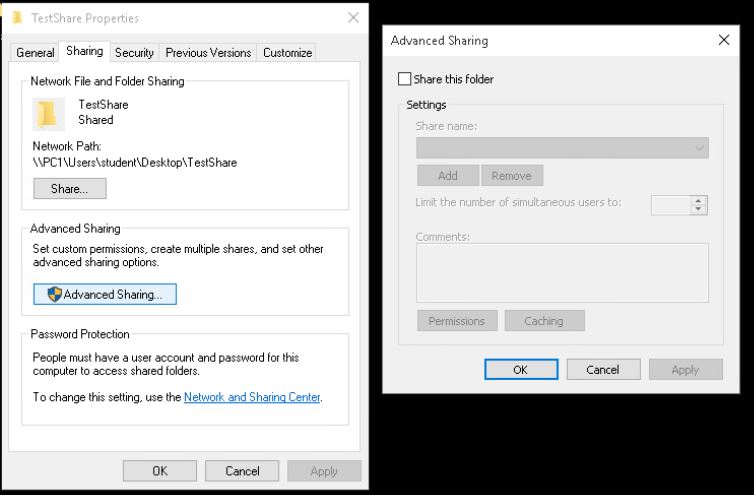 TestShare Properties
General Sharing Security Previous Versions Customize
Network File and Folder Sharing
TestShare
Shared
Network Path:
\\PC1\Users\student\Desktop\TestShare
Share...
Advanced Sharing
Set custom permissions, create multiple shares, and set other
advanced sharing options.
Advanced Sharing...
Password Protection
People must have a user account and password for this
computer to access shared folders.
To change this setting, use the Network and Sharing Center.
OK Cancel Apply
Advanced Sharing
Share this folder
Settings
Share name:
Add Remove
Limit the number of simultaneous users to:
Comments:
Permissions Caching
OK Cancel Apply